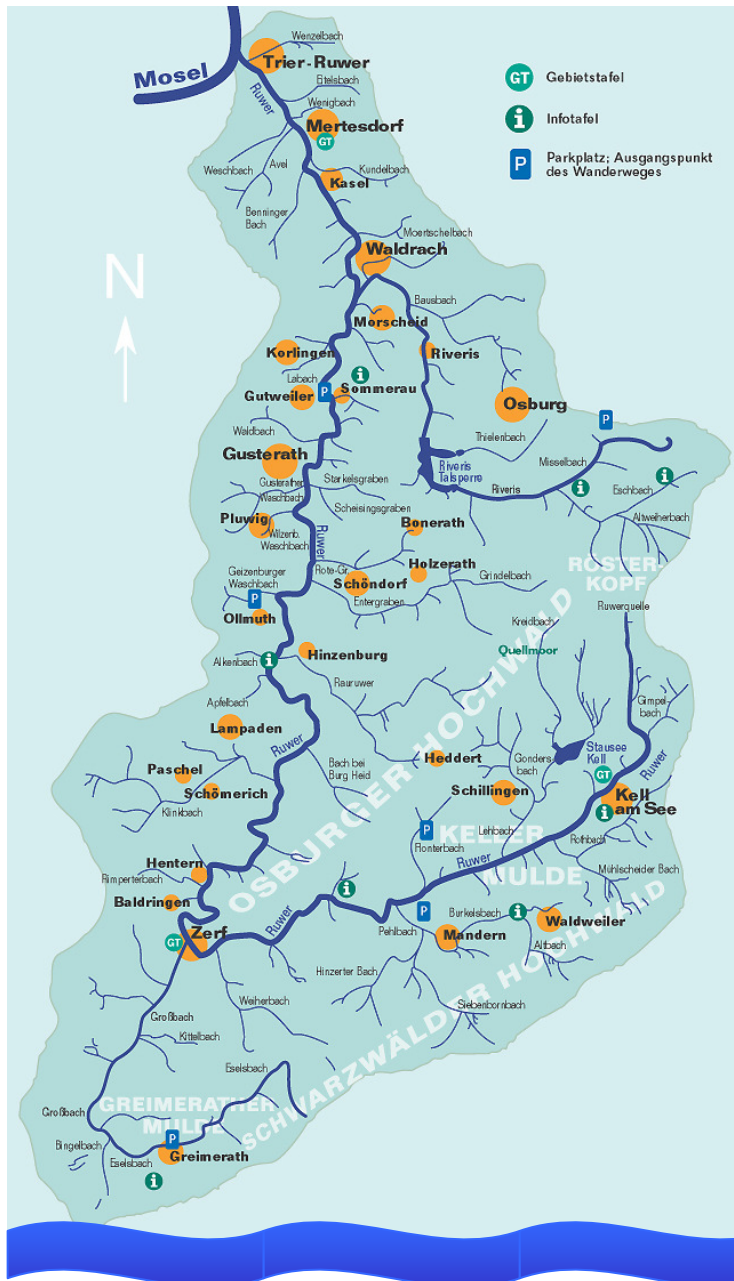 Wenzelbach
Trier-Ruwer
Mosel
GT
Gebietstafel
Eitelsbach
Ruwer
Wenigbach
i
Infotafel
Mertesdorf
GT
P
Parkplatz; Ausgangspunkt
des Wanderweges
Avel
Weschbach
Kundelbach
Kasel
Benninger
Bach
Moertschelbach
Waldrach
N
Bausbach
Morscheid
Korlingen
Riveris
Labach
i
P
Sommerau
Gutweiler
Osburg
P
Waldbach
Thielenbach
Gusterath
Riveris
Talsperre
Misselbach
Gusterather
Waschbach
Starkelsgraben
Riveris
i
i
Eschbach
Scheisingsgraben
Altweiherbach
Pluwig
Bonerath
Wilzenb.
Waschbach
Ruwer
RÖSTER-
KOPF
Geizenburger
Waschbach
Rote-Gr.
Holzerath
Schöndorf
Grindelbach
P
Entergraben
Ruwerquelle
Ollmuth
Kreidbach
Quellmoor
Alkenbach
i
Hinzenburg
Rauruwer
Gimpel-
bach
Apfelbach
Lampaden
Ruwer
OSBURGER HOCHWALD
Stausee
Kell
Heddert
Gonders-
bach
Bach bei
Burg Heid
Paschel
Schömerich
GT
Ruwer
Schillingen
Kell
am See
i
Klinkbach
P
KELLER
MULDE
Lehbach
Rothbach
Ronterbach
Ruwer
Hentern
Rimperterbach
Mühlscheider Bach
i
Baldringen
P
Burkelsbach
i
Waldweiler
Ruwer
Pehlbach
Zerf
GT
Mandern
Altbach
Hinzerter Bach
SCHWARZWÄLDER HOCHWALD
Weiherbach
Siebenbornbach
Großbach
Kittelbach
Eselsbach
GREIMERATHER
MULDE
Großbach
P
Bingelbach
Eselsbach
Greimerath
i